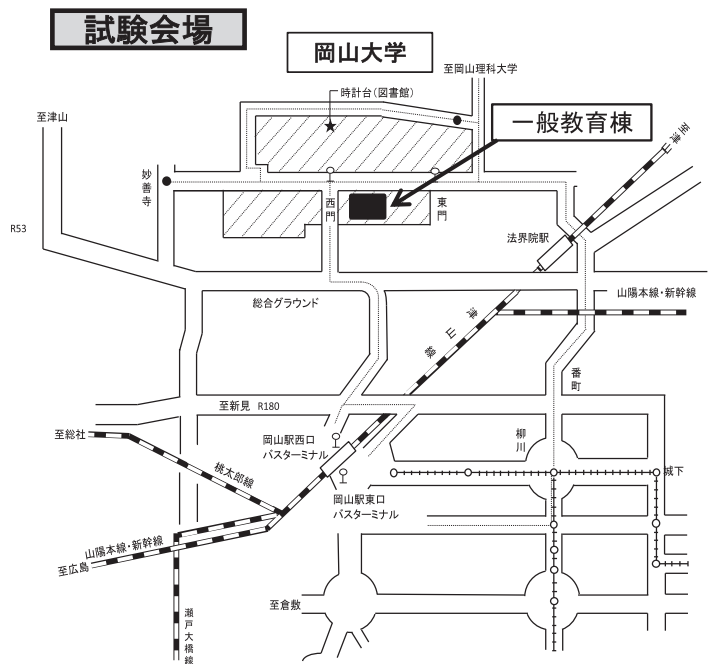 試験会場
岡山大学
至岡山理科大学
時計台(図書館)
至津山
一般教育棟
至津山
妙善寺
西門
東門
R53
法界院駅
総合グラウンド
山陽本線・新幹線
津山線
番町
至新見 R180
柳川
至総社
岡山駅西口
バスターミナル
城下
桃太郎線
岡山駅東口
バスターミナル
山陽本線・新幹線
至広島
至倉敷
瀬戸大橋線